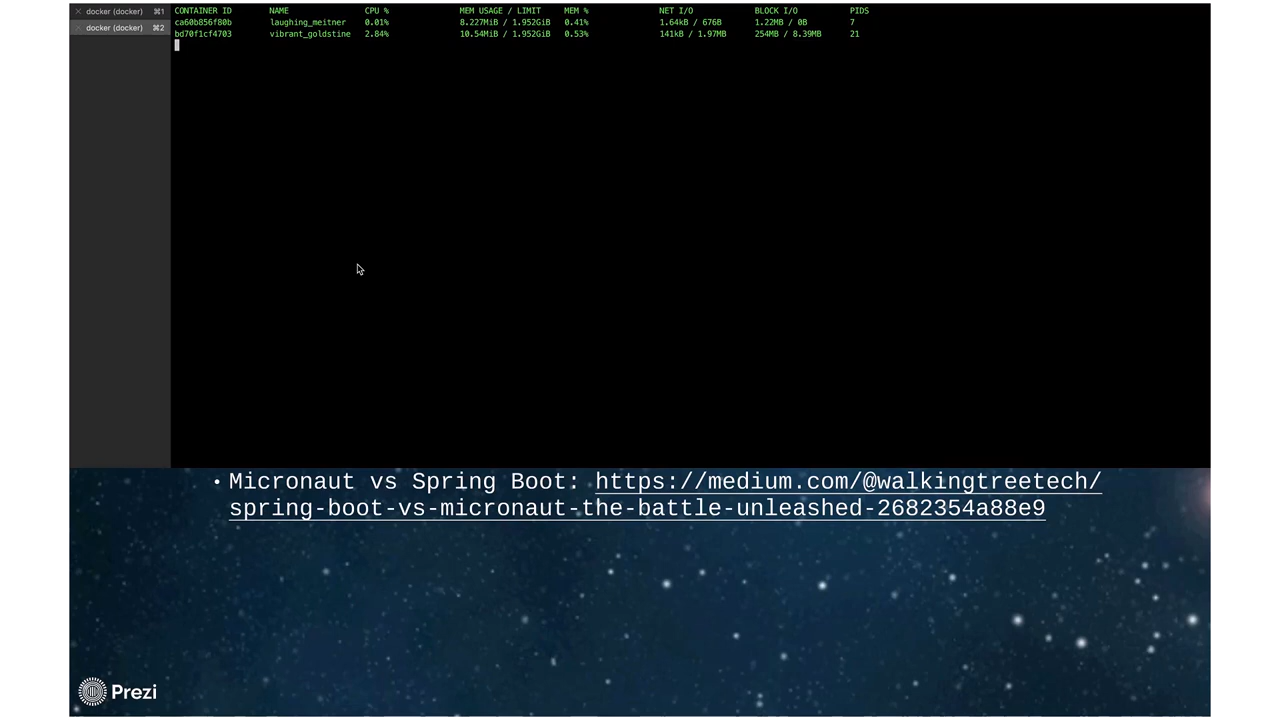 docker (docker) ⌘1
docker (docker) ⌘2
CONTAINER ID NAME CPU % MEM USAGE / LIMIT MEM % NET I/O BLOCK I/O PIDS
ca60b856f80b laughing_meitner 0.01% 8.227MiB / 1.952GiB 0.41% 1.64kB / 676B 1.22MB / 0B 7
bd70f1cf4703 vibrant_goldstine 2.84% 10.54MiB / 1.952GiB 0.53% 141kB / 1.97MB 254MB / 8.39MB 21
• Micronaut vs Spring Boot: https://medium.com/@walkingtreetech/
spring-boot-vs-micronaut-the-battle-unleashed-2682354a88e9
Prezi